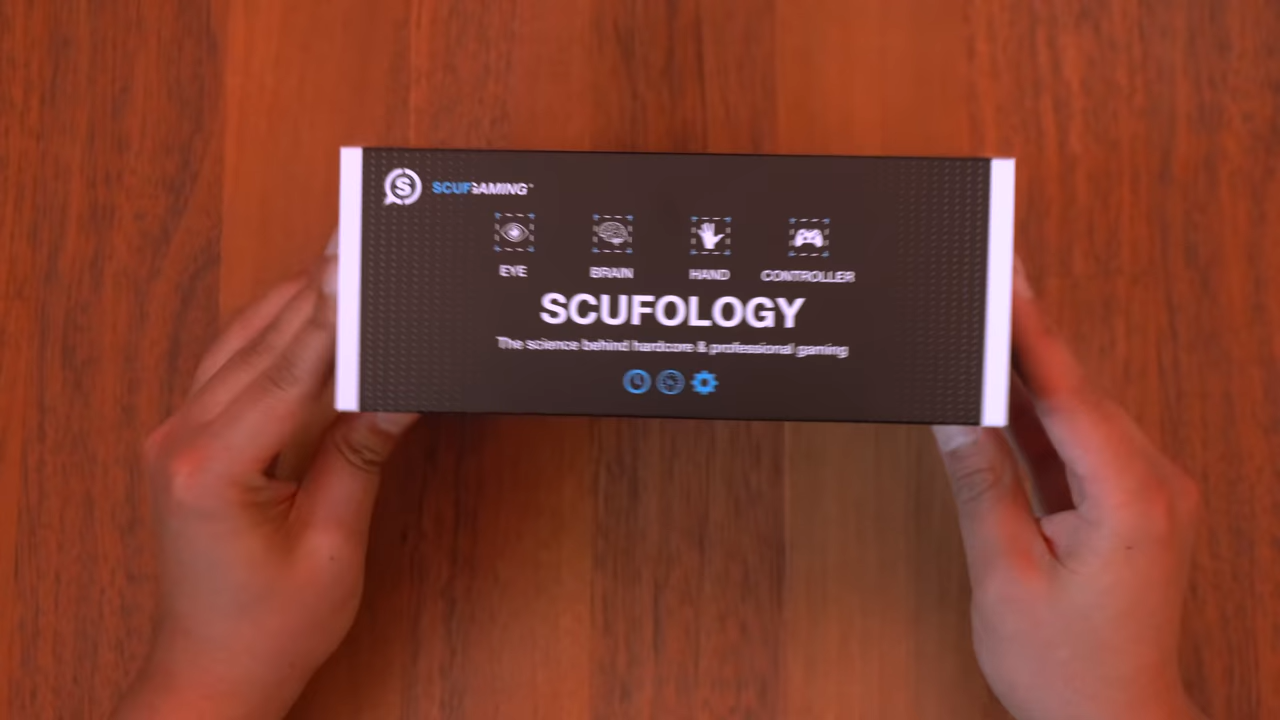 S SCUFGAMING™
EYE BRAIN HAND CONTROLLER
SCUFOLOGY
The science behind hardcore & professional gaming